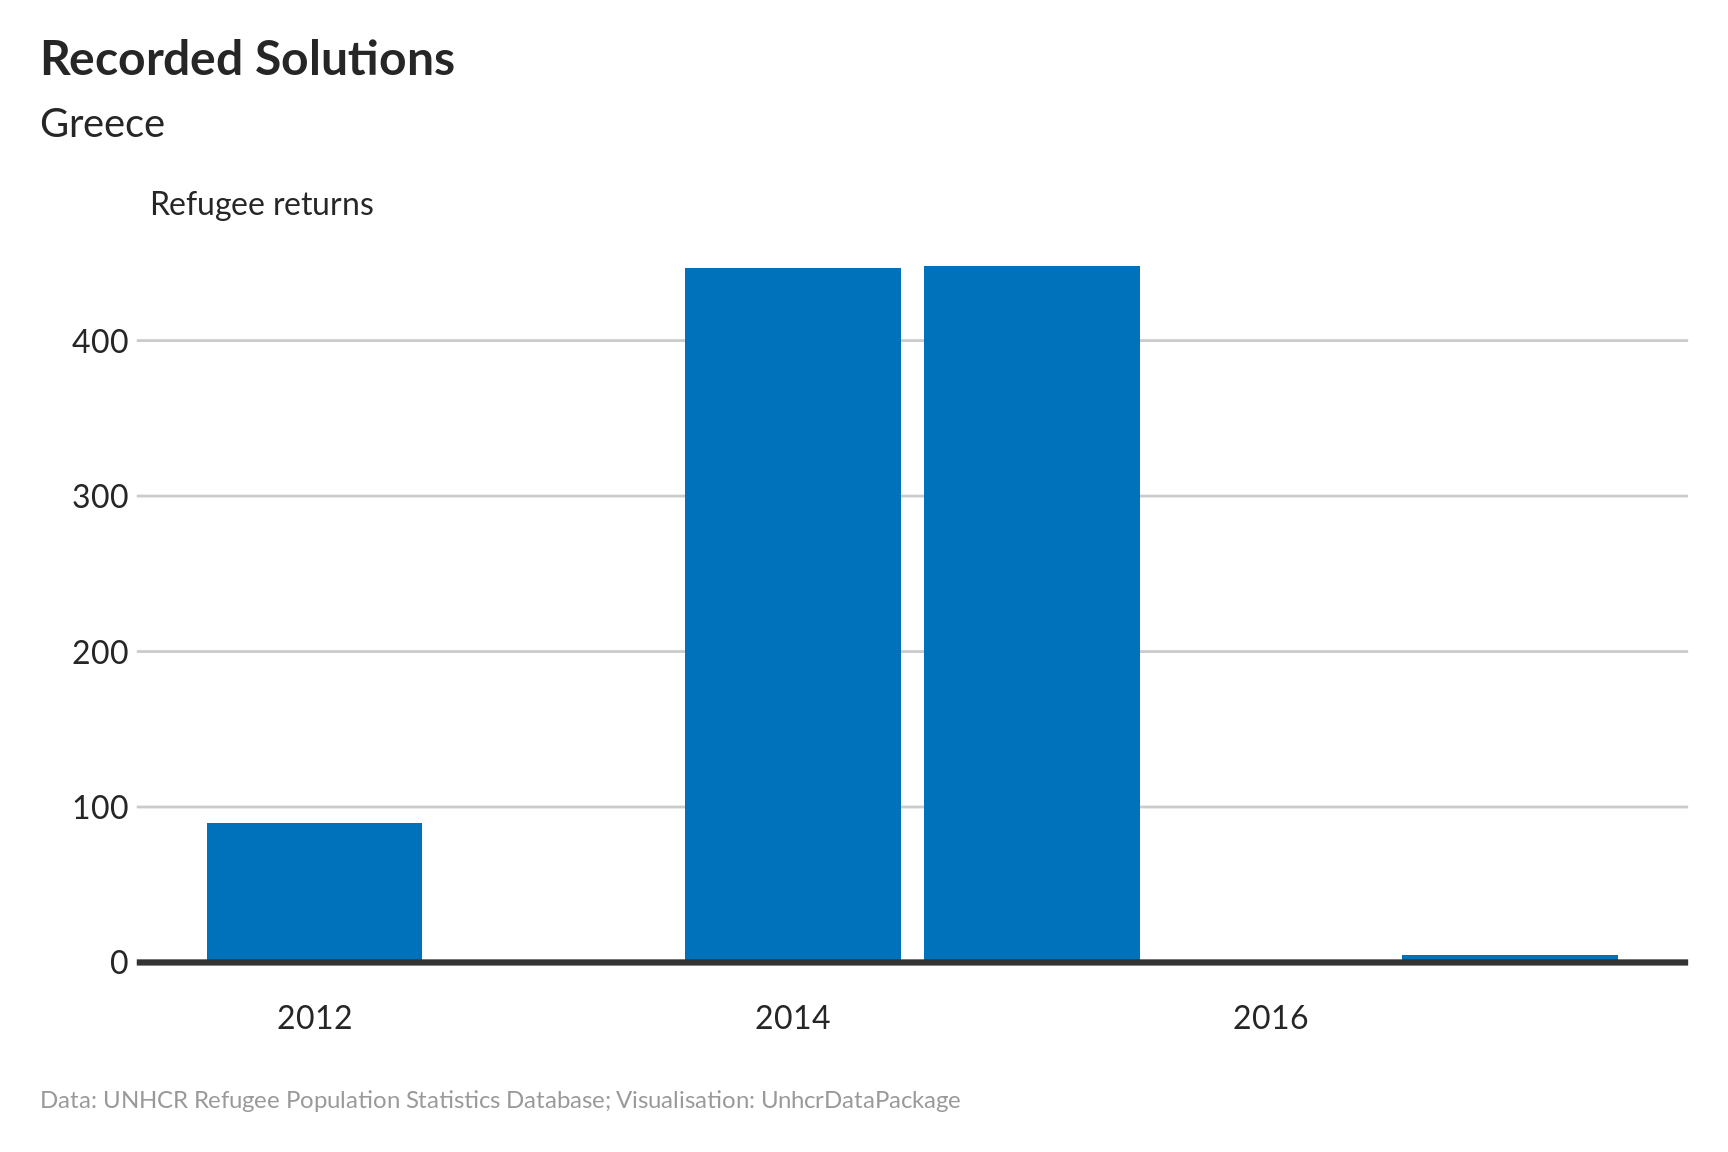 Recorded Solutions
Greece
Refugee returns
400
300
200
100
0
2012 2014 2016
Data: UNHCR Refugee Population Statistics Database; Visualisation: UnhcrDataPackage